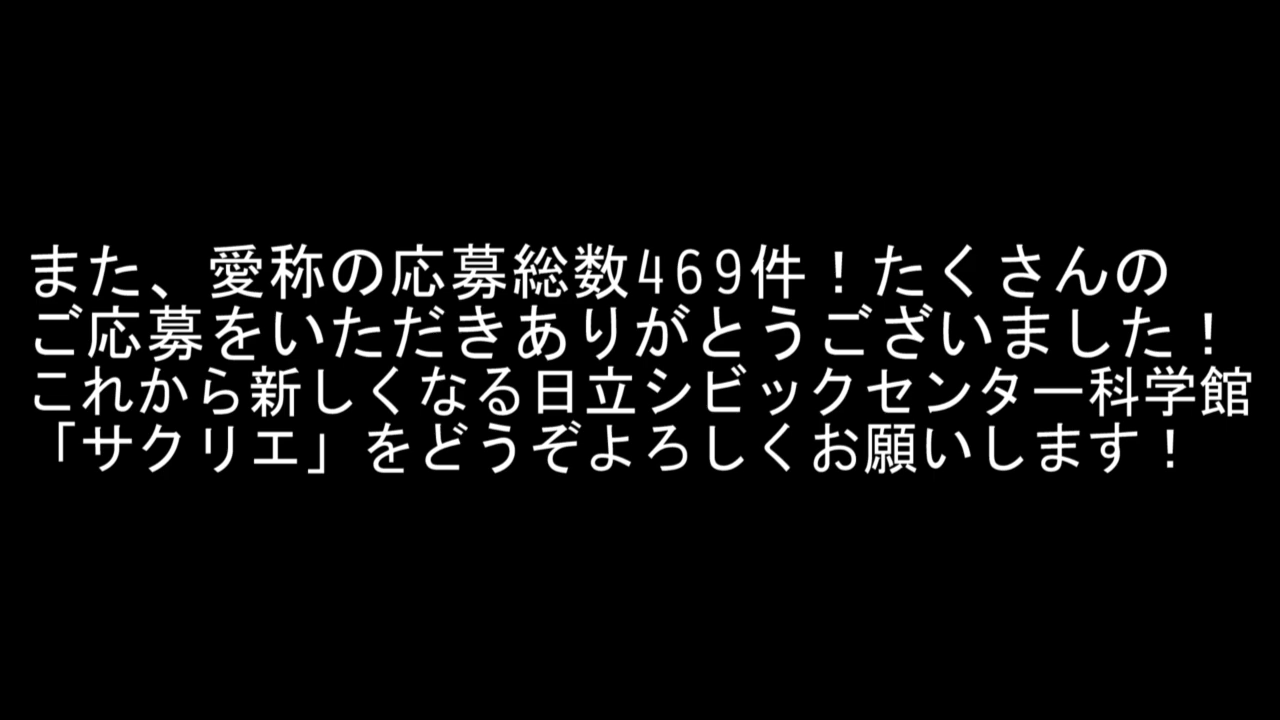 また、愛称の応募総数469件！たくさんの
ご応募をいただきありがとうございました！
これから新しくなる日立シビックセンター科学館
「サクリエ」をどうぞよろしくお願いします！